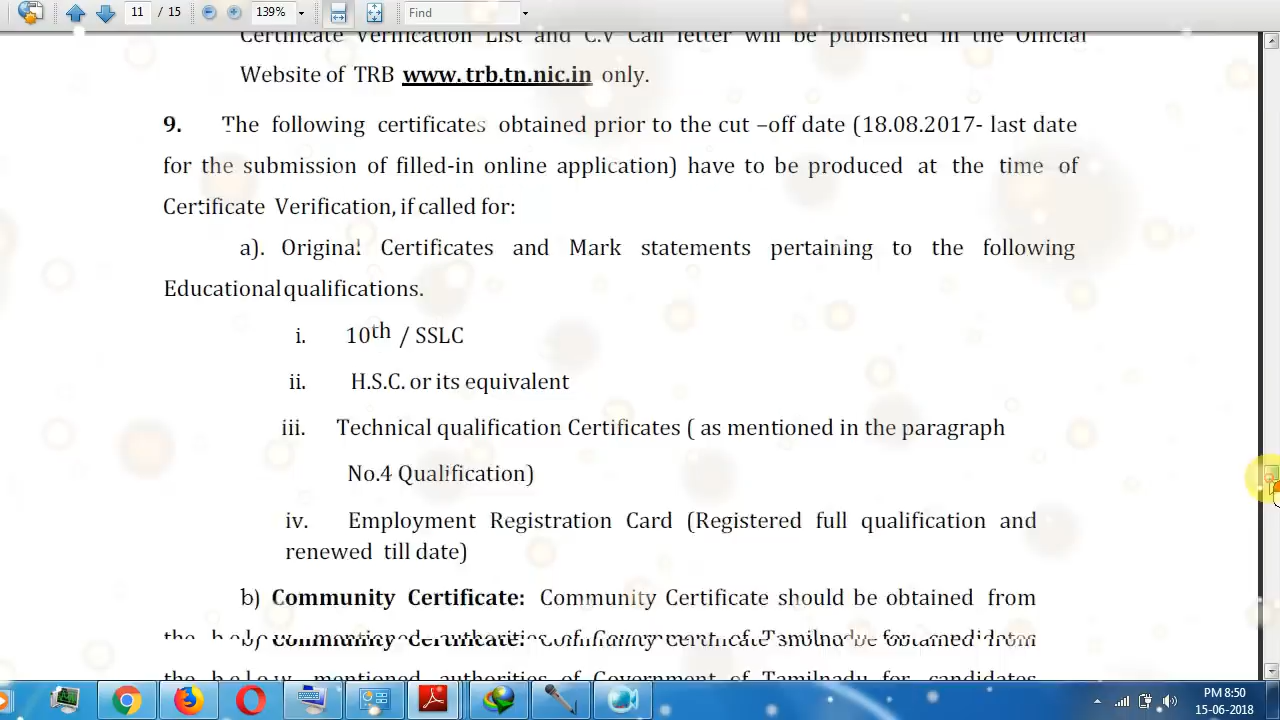 11 / 15 139% Find
Certificate Verification List and C.V Call letter will be published in the Official
Website of TRB www.trb.tn.nic.in only.
9. The following certificates obtained prior to the cut –off date (18.08.2017- last date
for the submission of filled-in online application) have to be produced at the time of
Certificate Verification, if called for:
a). Original Certificates and Mark statements pertaining to the following
Educational qualifications.
i. 10th / SSLC
ii. H.S.C. or its equivalent
iii. Technical qualification Certificates ( as mentioned in the paragraph
No.4 Qualification)
iv. Employment Registration Card (Registered full qualification and
renewed till date)
b) Community Certificate: Community Certificate should be obtained from
the below mentioned authorities of Government of Tamilnadu for candidates
PM 8:50
15-06-2018